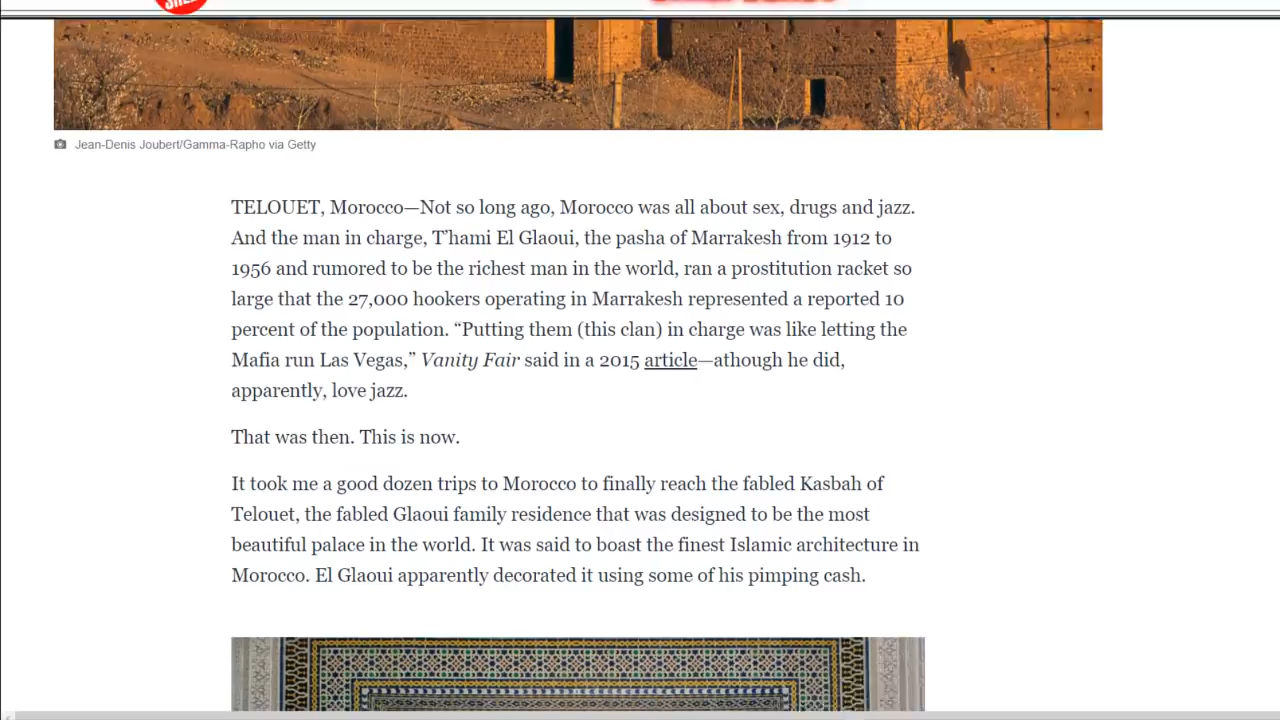 Jean-Denis Joubert/Gamma-Rapho via Getty
TELOUET, Morocco—Not so long ago, Morocco was all about sex, drugs and jazz.
And the man in charge, T’hami El Glaoui, the pasha of Marrakesh from 1912 to
1956 and rumored to be the richest man in the world, ran a prostitution racket so
large that the 27,000 hookers operating in Marrakesh represented a reported 10
percent of the population. “Putting them (this clan) in charge was like letting the
Mafia run Las Vegas,” Vanity Fair said in a 2015 article—athough he did,
apparently, love jazz.
That was then. This is now.
It took me a good dozen trips to Morocco to finally reach the fabled Kasbah of
Telouet, the fabled Glaoui family residence that was designed to be the most
beautiful palace in the world. It was said to boast the finest Islamic architecture in
Morocco. El Glaoui apparently decorated it using some of his pimping cash.